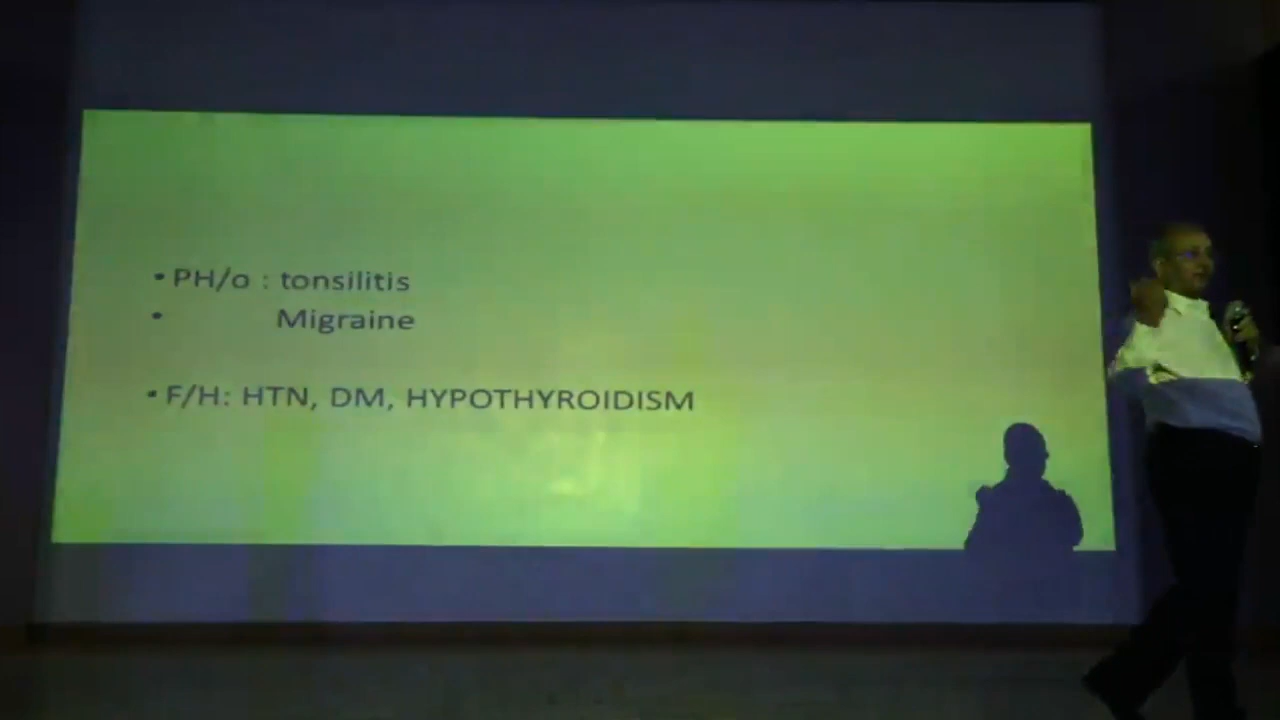 • PH/o : tonsilitis
• Migraine
• F/H: HTN, DM, HYPOTHYROIDISM